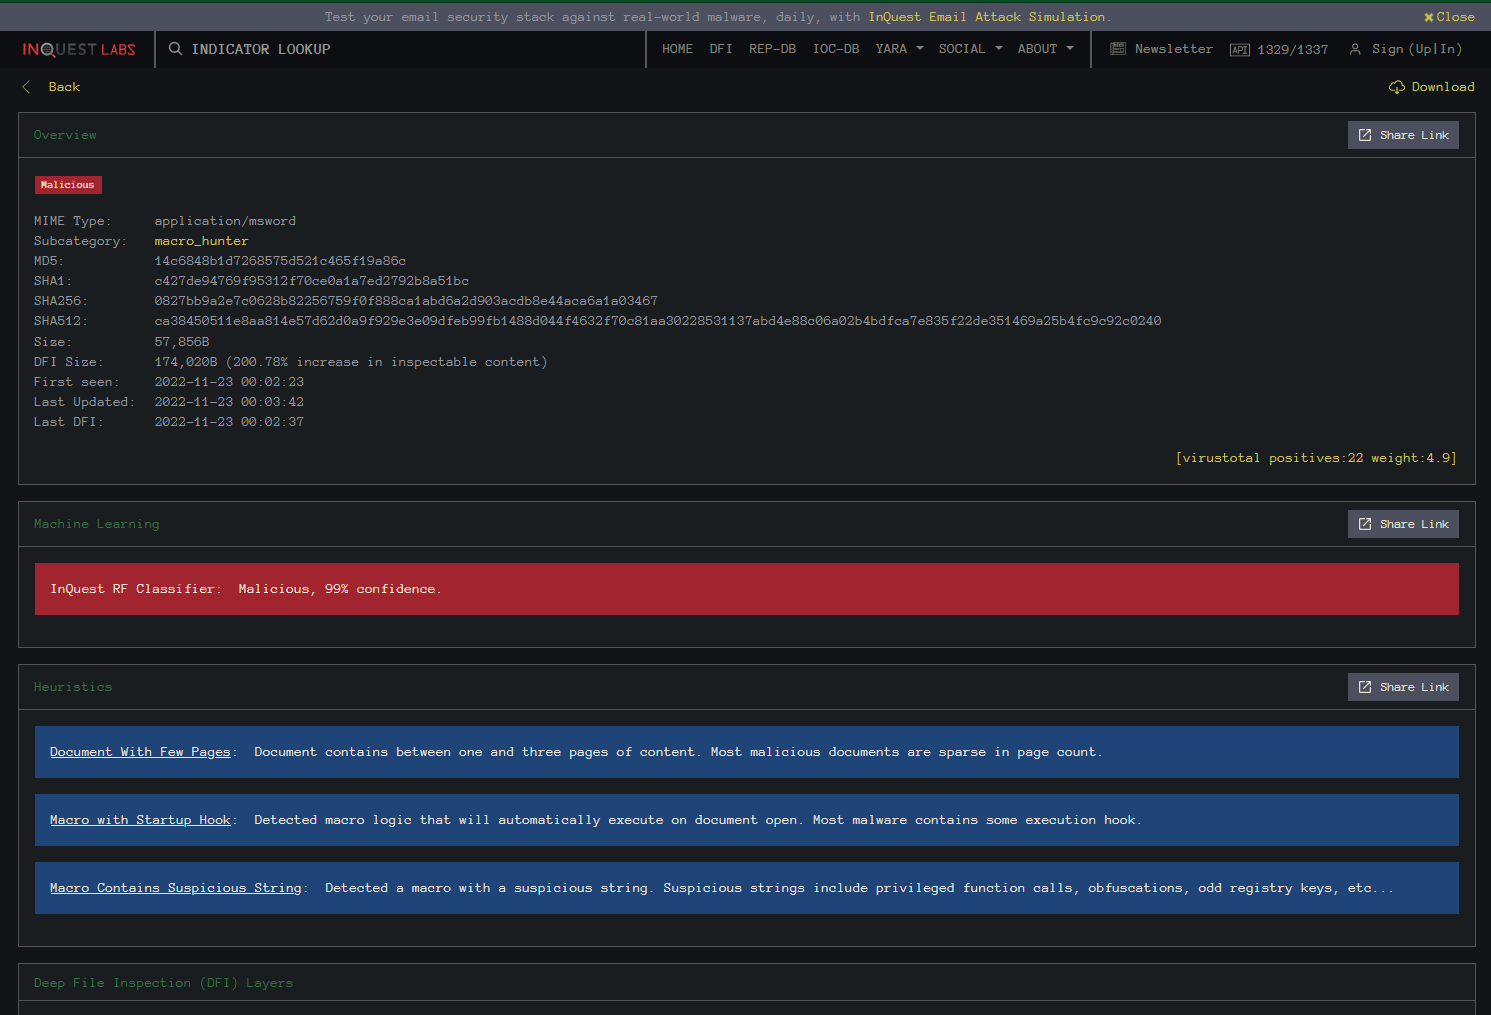 Test your email security stack against real-world malware, daily, with InQuest Email Attack Simulation.
Close
INQUEST LABS
INDICATOR LOOKUP
HOME DFI REP-DB IOC-DB YARA SOCIAL ABOUT
Newsletter API 1329/1337 Sign(Up|In)
Back
Download
Overview
Share Link
Malicious
MIME Type: application/msword
Subcategory: macro_hunter
MD5: 14c6848b1d7268575d521c465f19a86c
SHA1: c427de94769f95312f70ce0a1a7ed2792b8a51bc
SHA256: 0827bb9a2e7c0628b82256759f0f888ca1abd6a2d903acdb8e44aca6a1a03467
SHA512: ca38450511e8aa814e57d62d0a9f929e3e09dfeb99fb1488d044f4632f70c81aa30228531137abd4e88c06a02b4bdfca7e835f22de351469a25b4fc9c92c0240
Size: 57,856B
DFI Size: 174,020B (200.78% increase in inspectable content)
First seen: 2022-11-23 00:02:23
Last Updated: 2022-11-23 00:03:42
Last DFI: 2022-11-23 00:02:37
[virustotal positives:22 weight:4.9]
Machine Learning
Share Link
InQuest RF Classifier: Malicious, 99% confidence.
Heuristics
Share Link
Document With Few Pages: Document contains between one and three pages of content. Most malicious documents are sparse in page count.
Macro with Startup Hook: Detected macro logic that will automatically execute on document open. Most malware contains some execution hook.
Macro Contains Suspicious String: Detected a macro with a suspicious string. Suspicious strings include privileged function calls, obfuscations, odd registry keys, etc...
Deep File Inspection (DFI) Layers